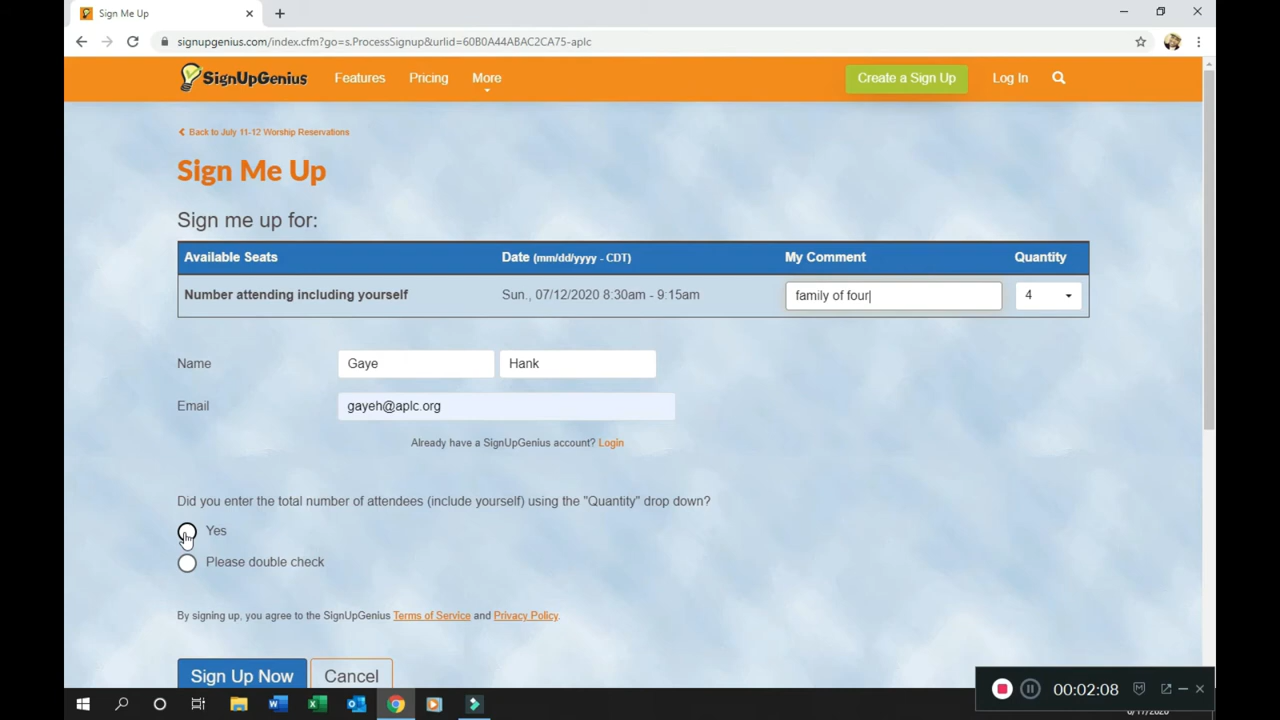 Sign Me Up
signupgenius.com/index.cfm?go=s.ProcessSignup&urlid=60B0A44ABAC2CA75-aplc
SignUpGenius Features Pricing More Create a Sign Up Log In
Back to July 11-12 Worship Reservations
Sign Me Up
Sign me up for:
Available Seats Date (mm/dd/yyyy - CDT) My Comment Quantity
Number attending including yourself Sun., 07/12/2020 8:30am - 9:15am family of four 4
Name Gaye Hank
Email gayeh@aplc.org
Already have a SignUpGenius account? Login
Did you enter the total number of attendees (include yourself) using the "Quantity" drop down?
Yes
Please double check
By signing up, you agree to the SignUpGenius Terms of Service and Privacy Policy.
Sign Up Now Cancel
00:02:08